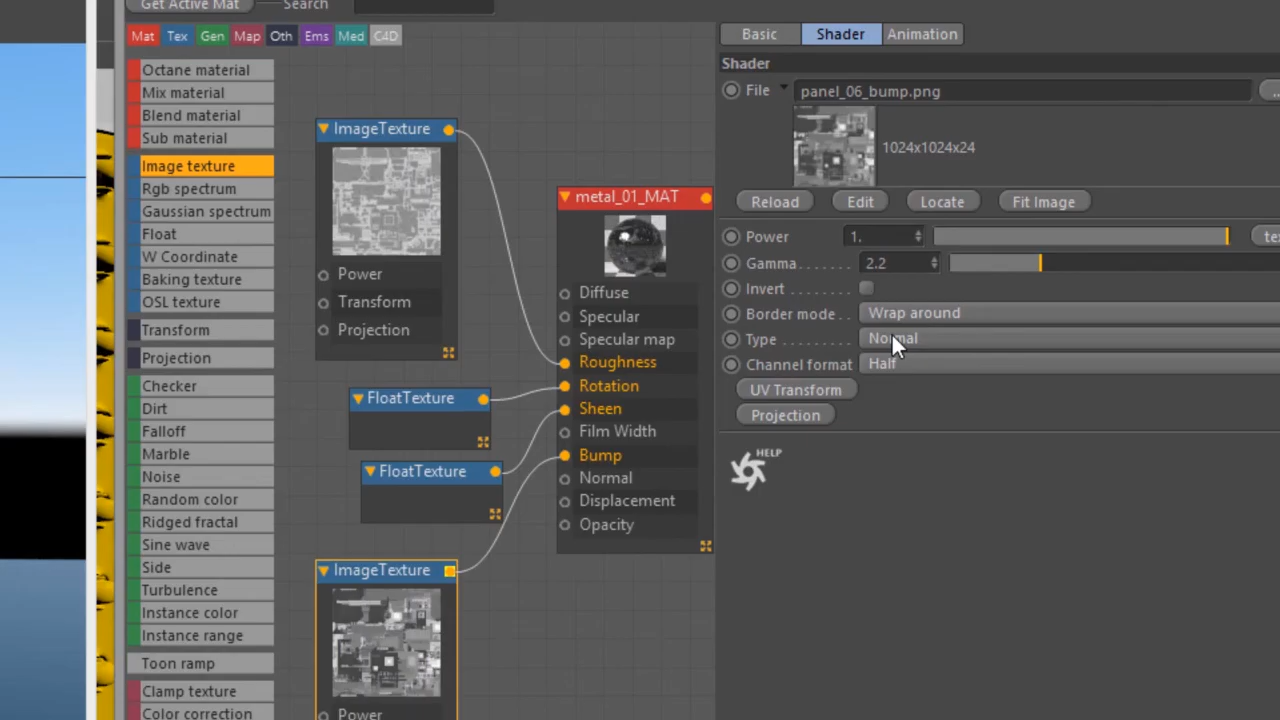 Get Active Mat
Search
Mat Tex Gen Map Oth Ems Med C4D
Octane material
Mix material
Blend material
Sub material
Image texture
Rgb spectrum
Gaussian spectrum
Float
W Coordinate
Baking texture
OSL texture
Transform
Projection
Checker
Dirt
Falloff
Marble
Noise
Random color
Ridged fractal
Sine wave
Side
Turbulence
Instance color
Instance range
Toon ramp
Clamp texture
Color correction
ImageTexture
Power
Transform
Projection
FloatTexture
FloatTexture
ImageTexture
Power
metal_01_MAT
Diffuse
Specular
Specular map
Roughness
Rotation
Sheen
Film Width
Bump
Normal
Displacement
Opacity
Basic Shader Animation
Shader
File panel_06_bump.png ...
1024x1024x24
Reload Edit Locate Fit Image
Power 1. te
Gamma....... 2.2
Invert ........
Border mode.. Wrap around
Type ......... Normal
Channel format Half
UV Transform
Projection
HELP